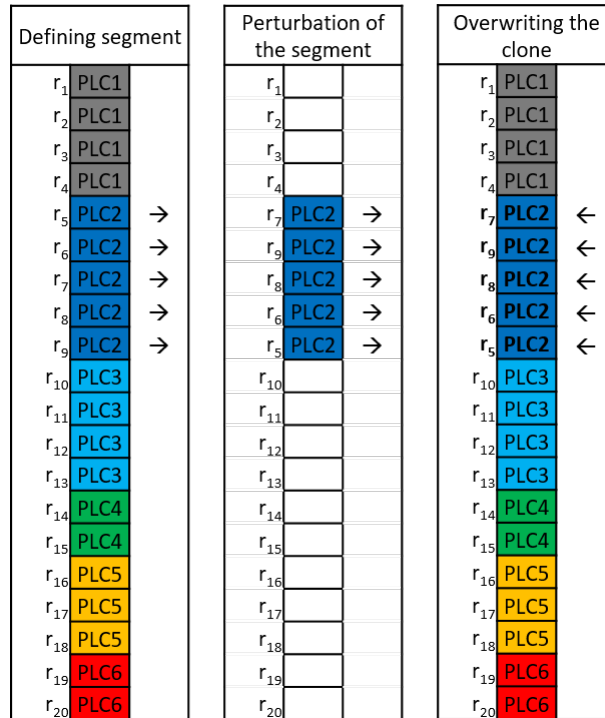 Defining segment
r1 PLC1
r2 PLC1
r3 PLC1
r4 PLC1
r5 PLC2 →
r6 PLC2 →
r7 PLC2 →
r8 PLC2 →
r9 PLC2 →
r10 PLC3
r11 PLC3
r12 PLC3
r13 PLC3
r14 PLC4
r15 PLC4
r16 PLC5
r17 PLC5
r18 PLC5
r19 PLC6
r20 PLC6
Perturbation of
the segment
r1
r2
r3
r4
r7 PLC2 →
r9 PLC2 →
r8 PLC2 →
r6 PLC2 →
r5 PLC2 →
r10
r11
r12
r13
r14
r15
r16
r17
r18
r19
r20
Overwriting the
clone
r1 PLC1
r2 PLC1
r3 PLC1
r4 PLC1
r7 PLC2 ←
r9 PLC2 ←
r8 PLC2 ←
r6 PLC2 ←
r5 PLC2 ←
r10 PLC3
r11 PLC3
r12 PLC3
r13 PLC3
r14 PLC4
r15 PLC4
r16 PLC5
r17 PLC5
r18 PLC5
r19 PLC6
r20 PLC6